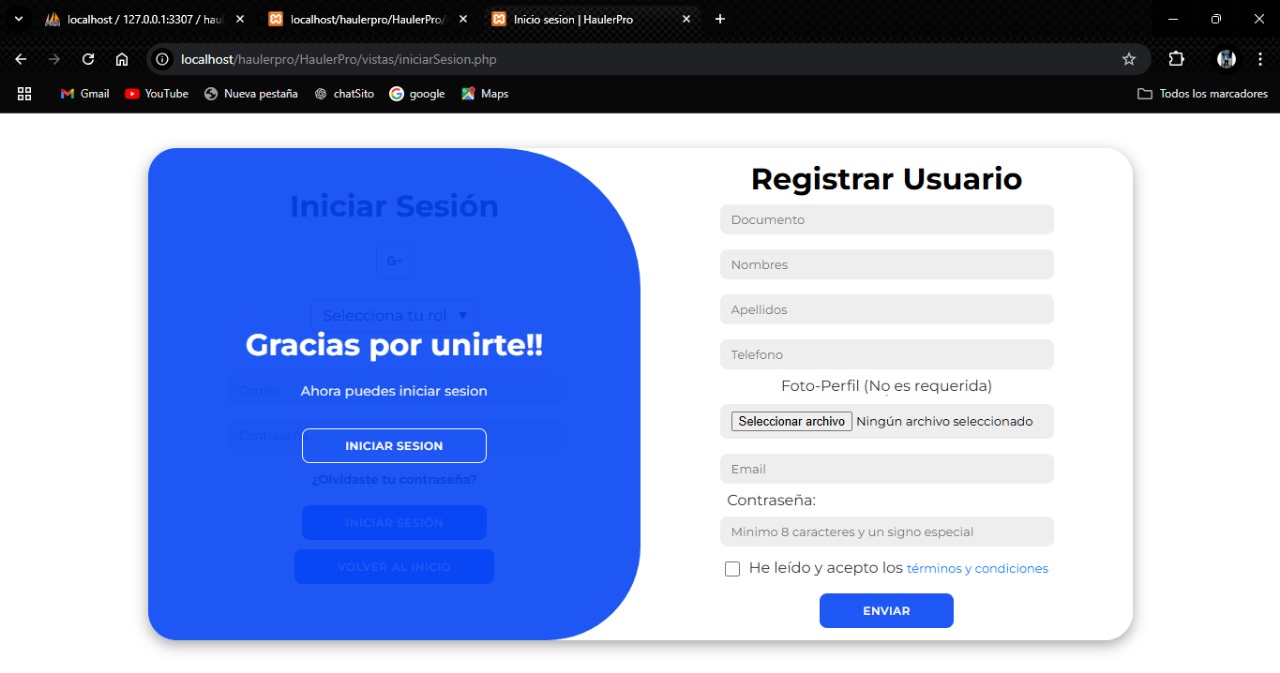 localhost / 127.0.0.1:3307 / haul
localhost/haulerpro/HaulerPro/
Inicio sesion | HaulerPro
localhost/haulerpro/HaulerPro/vistas/iniciarSesion.php
Gmail
YouTube
Nueva pestaña
chatSito
google
Maps
Todos los marcadores
Iniciar Sesión
G+
Selecciona tu rol ▼
Gracias por unirte!!
Correo
Ahora puedes iniciar sesion
Contraseña
INICIAR SESION
¿Olvidaste tu contraseña?
INICIAR SESIÓN
VOLVER AL INICIO
Registrar Usuario
Documento
Nombres
Apellidos
Telefono
Foto-Perfil (No es requerida)
Seleccionar archivo Ningún archivo seleccionado
Email
Contraseña:
Minimo 8 caracteres y un signo especial
He leído y acepto los términos y condiciones
ENVIAR